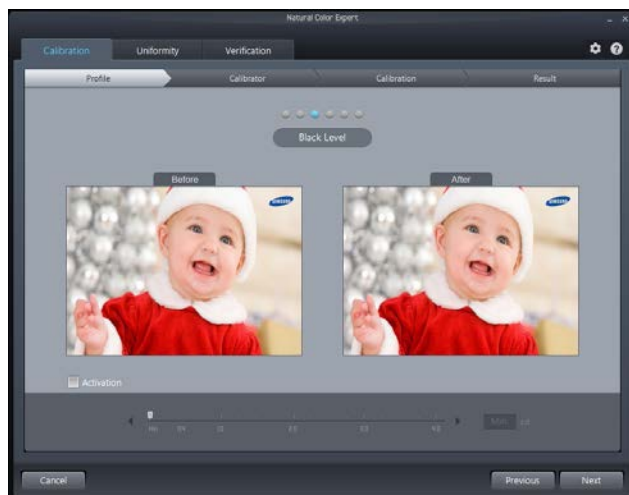 Natural Color Expert
Calibration Uniformity Verification
Profile Calibrator Calibration Result
Black Level
Before After
SAMSUNG SAMSUNG
Activation
Cancel Previous Next